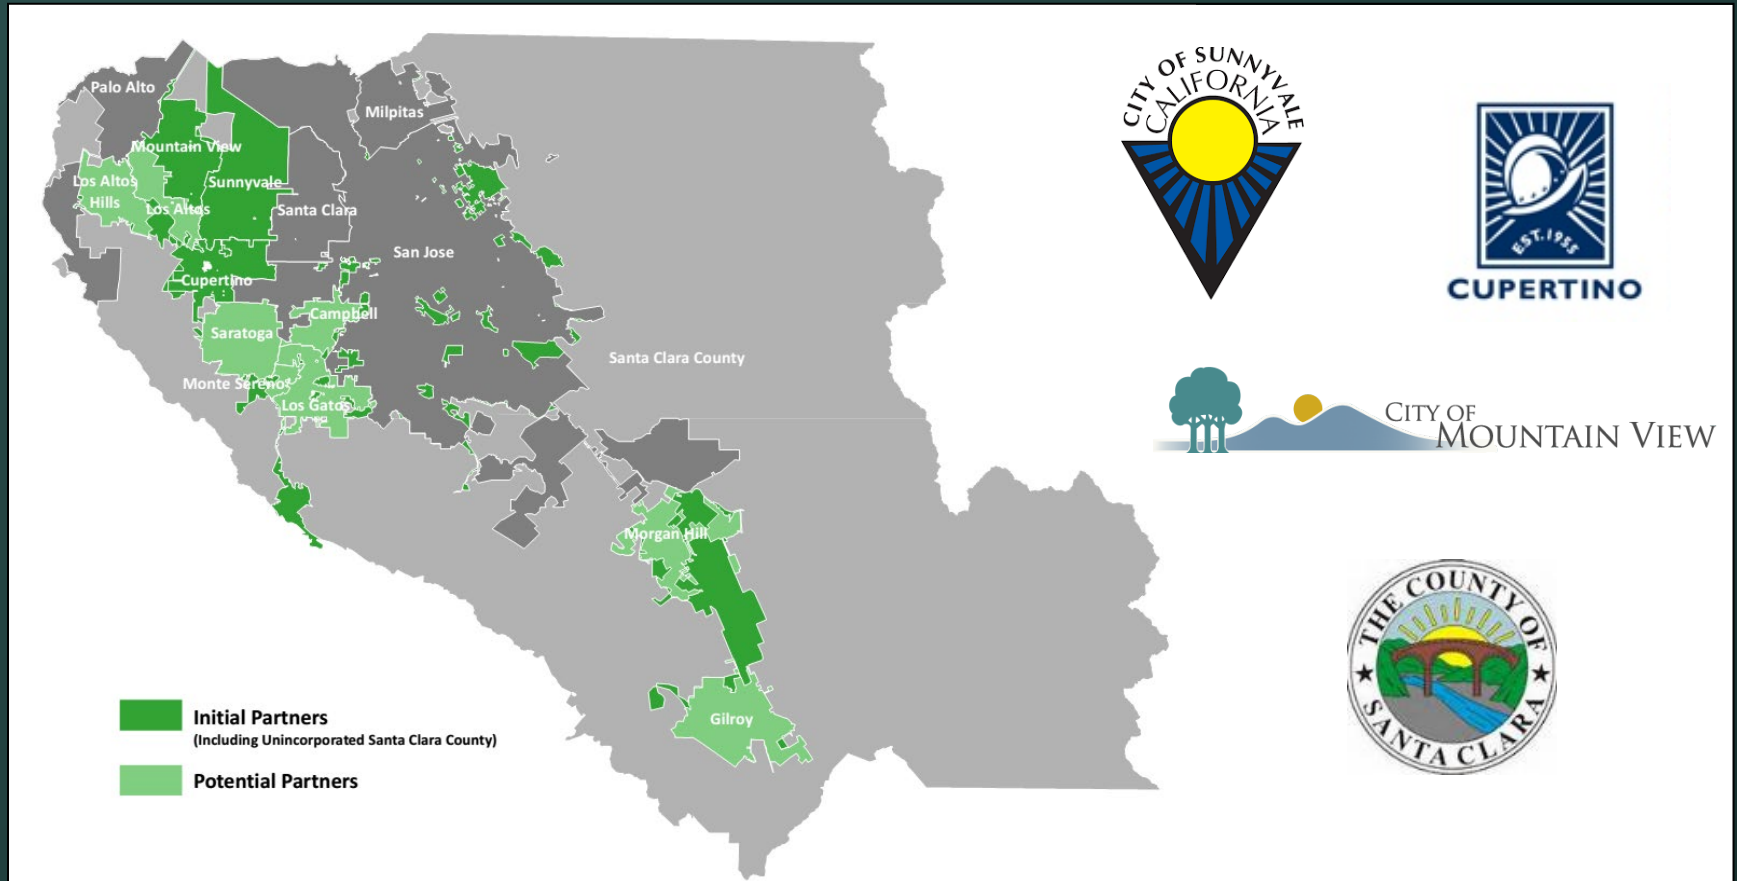 Palo Alto
Milpitas
Mountain View
Los Altos
Hills
Sunnyvale
Los Altos
Santa Clara
San Jose
Cupertino
Campbell
Saratoga
Santa Clara County
Monte Sereno
Los Gatos
Morgan Hill
Gilroy
Initial Partners
(Including Unincorporated Santa Clara County)
Potential Partners
CITY OF SUNNYVALE
CALIFORNIA
EST. 1955
CUPERTINO
CITY OF
MOUNTAIN VIEW
THE COUNTY OF
SANTA CLARA